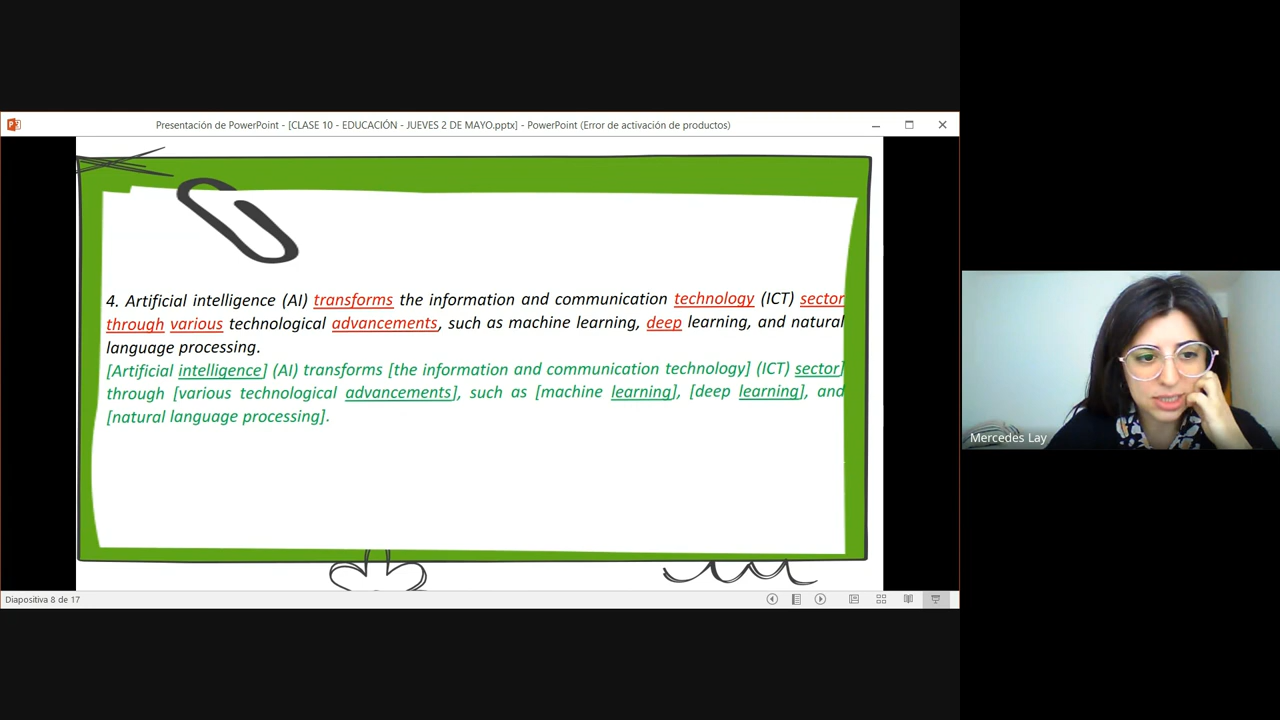 Presentación de PowerPoint - [CLASE 10 - EDUCACIÓN - JUEVES 2 DE MAYO.pptx] - PowerPoint (Error de activación de productos)
4. Artificial intelligence (AI) transforms the information and communication technology (ICT) sector
through various technological advancements, such as machine learning, deep learning, and natural
language processing.
[Artificial intelligence] (AI) transforms [the information and communication technology] (ICT) sector]
through [various technological advancements], such as [machine learning], [deep learning], and
[natural language processing].
Mercedes Lay
Diapositiva 8 de 17